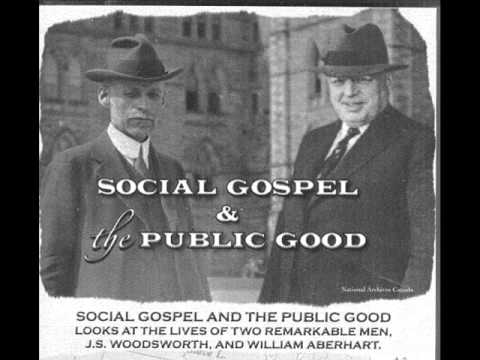 SOCIAL GOSPEL
&
the PUBLIC GOOD
National Archives Canada
SOCIAL GOSPEL AND THE PUBLIC GOOD
LOOKS AT THE LIVES OF TWO REMARKABLE MEN,
J.S. WOODSWORTH, AND WILLIAM ABERHART.